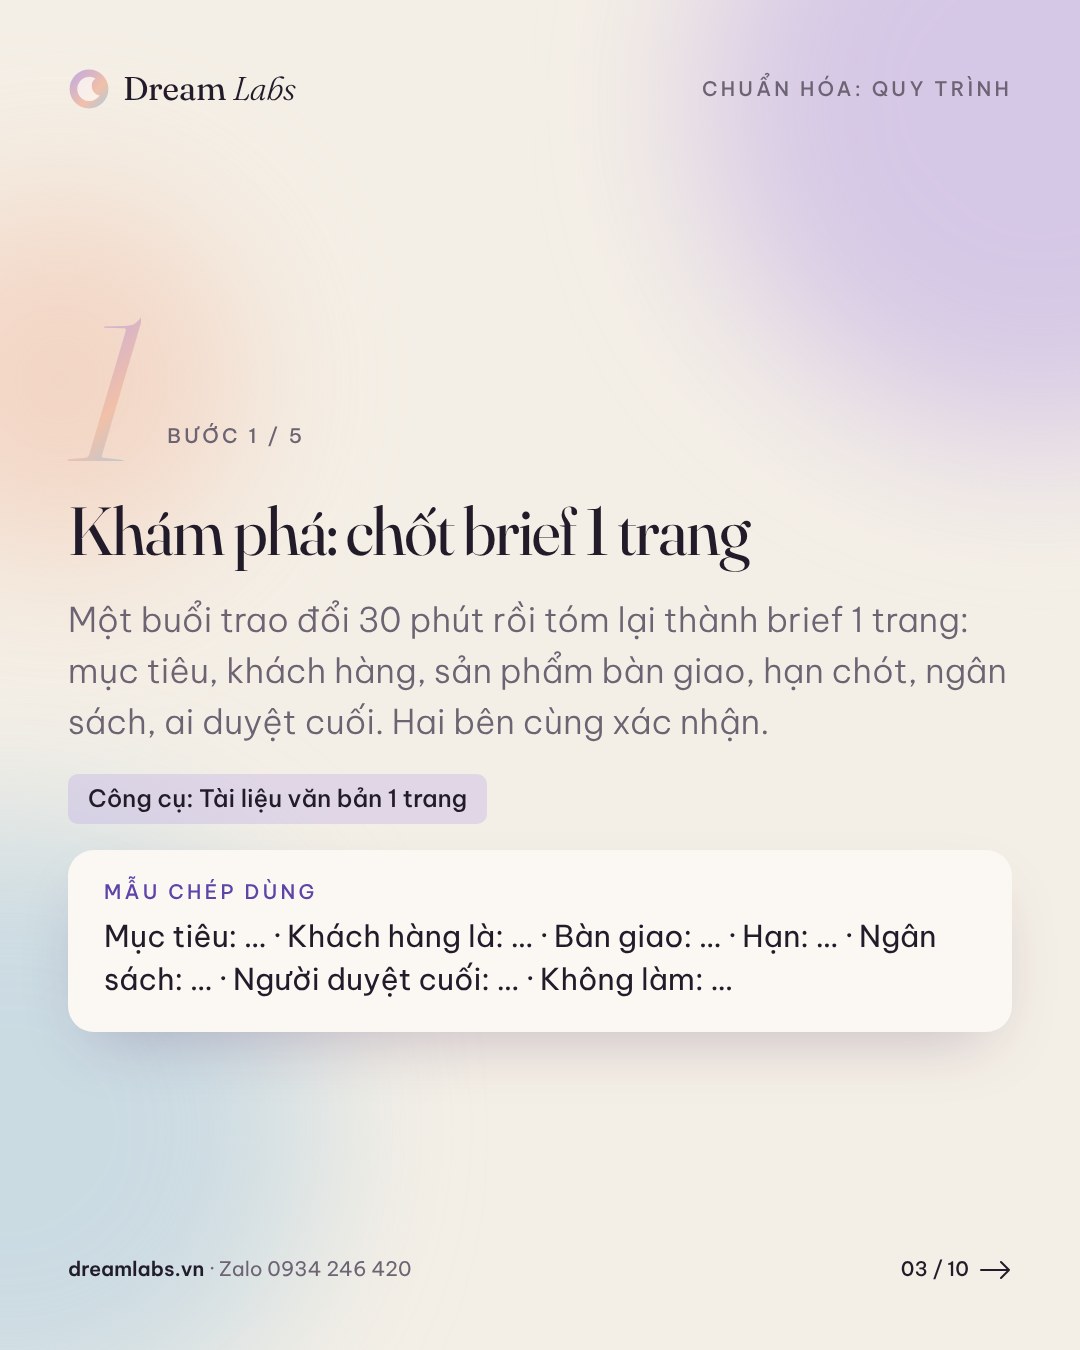 Dream Labs
CHUẨN HÓA: QUY TRÌNH
1
BƯỚC 1 / 5
Khám phá: chốt brief 1 trang
Một buổi trao đổi 30 phút rồi tóm lại thành brief 1 trang:
mục tiêu, khách hàng, sản phẩm bàn giao, hạn chót, ngân
sách, ai duyệt cuối. Hai bên cùng xác nhận.
Công cụ: Tài liệu văn bản 1 trang
MẪU CHÉP DÙNG
Mục tiêu: ... · Khách hàng là: ... · Bàn giao: ... · Hạn: ... · Ngân
sách: ... · Người duyệt cuối: ... · Không làm: ...
dreamlabs.vn · Zalo 0934 246 420
03 / 10 →